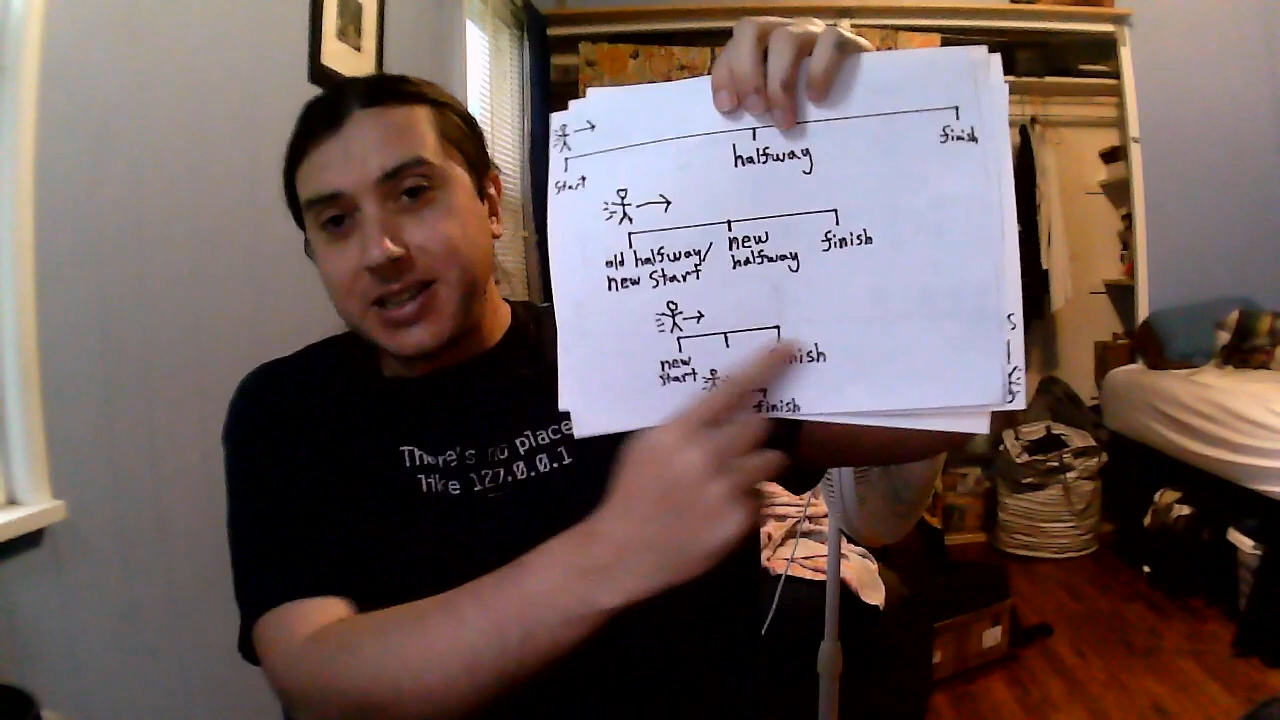 start
halfway
finish
old halfway/
new start
new
halfway
finish
new
start
finish
There's no place
like 127.0.0.1